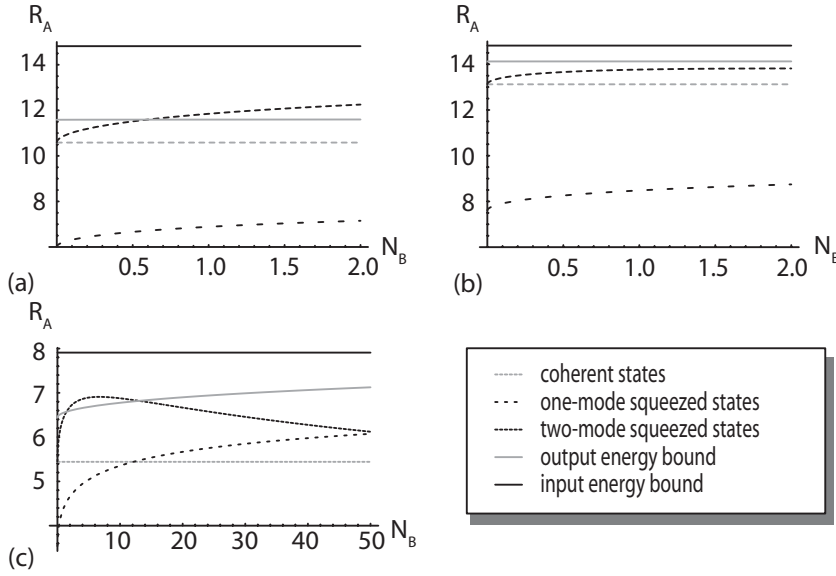 R_A
14
12
10
8
0.5 1.0 1.5 2.0 N_B
(a)
R_A
14
12
10
8
0.5 1.0 1.5 2.0 N_B
(b)
R_A
8
7
6
5
10 20 30 40 50 N_B
(c)
coherent states
one-mode squeezed states
two-mode squeezed states
output energy bound
input energy bound